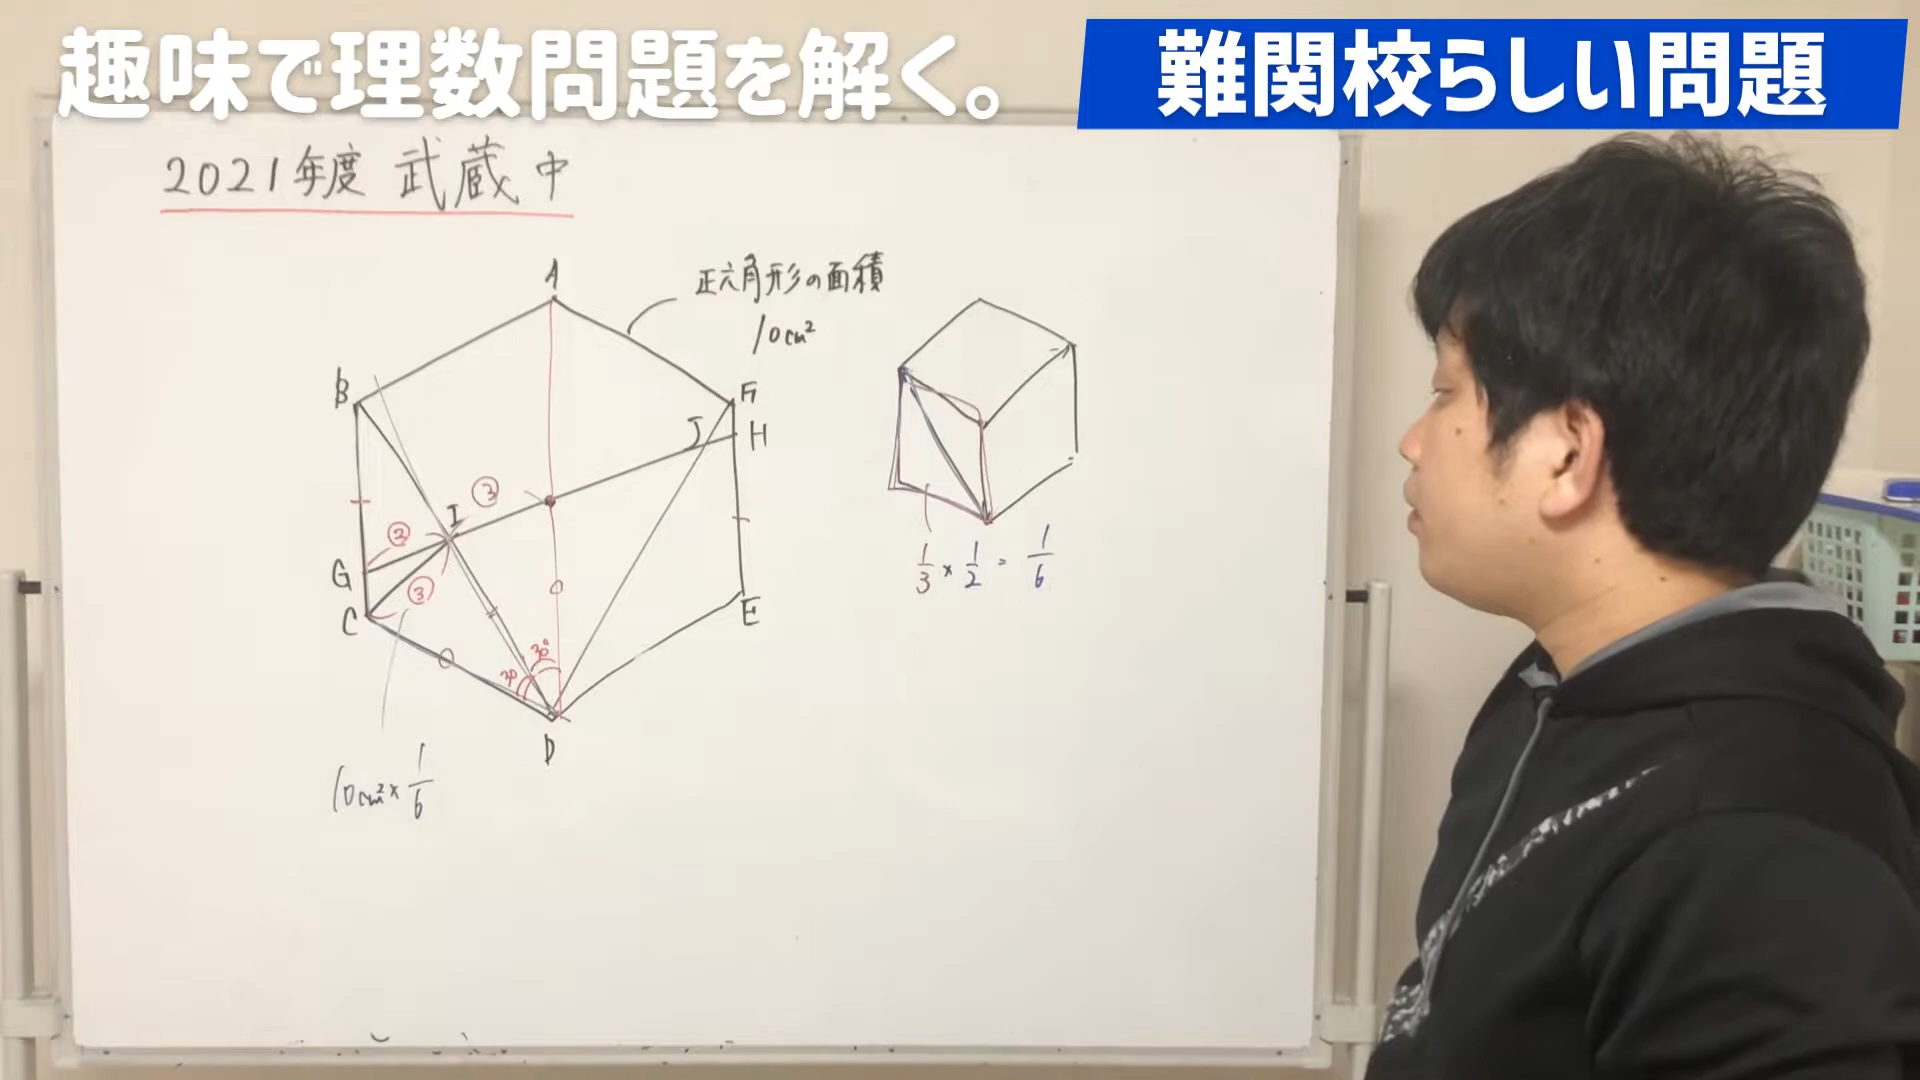 趣味で理数問題を解く。
難関校らしい問題
2021年度 武蔵中
A
正六角形の面積
10cm²
B
F
J
H
③
I
②
G
③
C
E
30°
30
D
10cm² × 1/6
1/3 × 1/2 = 1/6